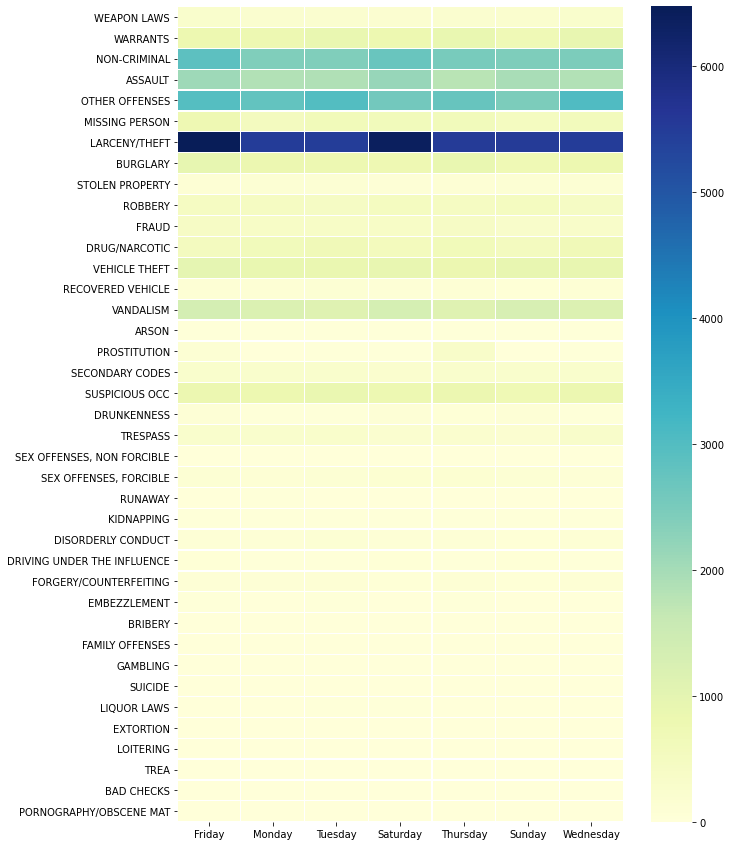 WEAPON LAWS
WARRANTS
NON-CRIMINAL
ASSAULT
OTHER OFFENSES
MISSING PERSON
LARCENY/THEFT
BURGLARY
STOLEN PROPERTY
ROBBERY
FRAUD
DRUG/NARCOTIC
VEHICLE THEFT
RECOVERED VEHICLE
VANDALISM
ARSON
PROSTITUTION
SECONDARY CODES
SUSPICIOUS OCC
DRUNKENNESS
TRESPASS
SEX OFFENSES, NON FORCIBLE
SEX OFFENSES, FORCIBLE
RUNAWAY
KIDNAPPING
DISORDERLY CONDUCT
DRIVING UNDER THE INFLUENCE
FORGERY/COUNTERFEITING
EMBEZZLEMENT
BRIBERY
FAMILY OFFENSES
GAMBLING
SUICIDE
LIQUOR LAWS
EXTORTION
LOITERING
TREA
BAD CHECKS
PORNOGRAPHY/OBSCENE MAT
Friday Monday Tuesday Saturday Thursday Sunday Wednesday
6000
5000
4000
3000
2000
1000
0